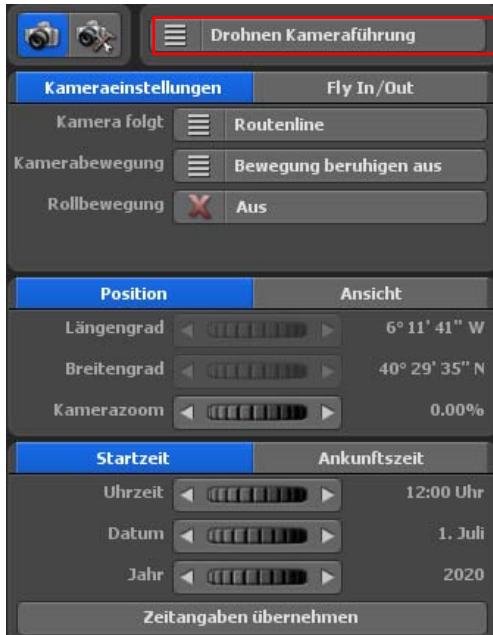 Drohnen Kameraführung
Kameraeinstellungen Fly In/Out
Kamera folgt Routenline
Kamerabewegung Bewegung beruhigen aus
Rollbewegung Aus
Position Ansicht
Längengrad 6° 11' 41" W
Breitengrad 40° 29' 35" N
Kamerazoom 0.00%
Startzeit Ankunftszeit
Uhrzeit 12:00 Uhr
Datum 1. Juli
Jahr 2020
Zeitangaben übernehmen